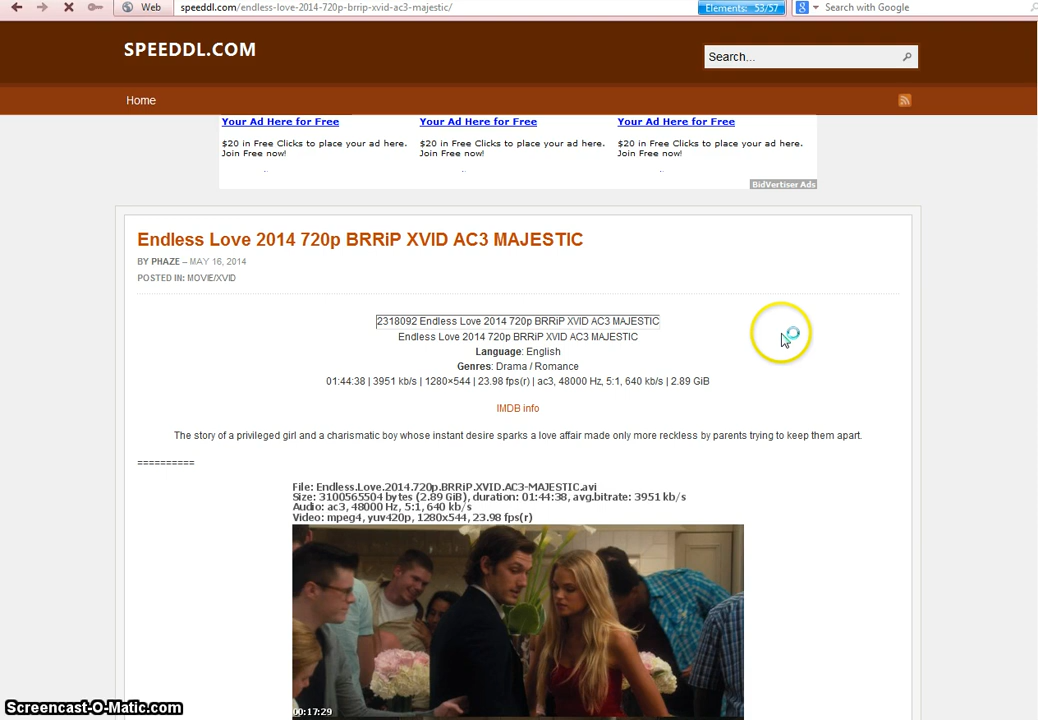 Web
speeddl.com/endless-love-2014-720p-brrip-xvid-ac3-majestic/
Elements: 53/57
Search with Google
SPEEDDL.COM
Search...
Home
Your Ad Here for Free
Your Ad Here for Free
Your Ad Here for Free
$20 in Free Clicks to place your ad here.
$20 in Free Clicks to place your ad here.
$20 in Free Clicks to place your ad here.
Join Free now!
Join Free now!
Join Free now!
BidVertiser Ads
Endless Love 2014 720p BRRiP XVID AC3 MAJESTIC
BY PHAZE – MAY 16, 2014
POSTED IN: MOVIE/XVID
2318092 Endless Love 2014 720p BRRiP XVID AC3 MAJESTIC
Endless Love 2014 720p BRRiP XVID AC3 MAJESTIC
Language: English
Genres: Drama / Romance
01:44:38 | 3951 kb/s | 1280×544 | 23.98 fps(r) | ac3, 48000 Hz, 5:1, 640 kb/s | 2.89 GiB
IMDB info
The story of a privileged girl and a charismatic boy whose instant desire sparks a love affair made only more reckless by parents trying to keep them apart.
==========
File: Endless.Love.2014.720p.BRRiP.XVID.AC3-MAJESTIC.avi
Size: 3100565504 bytes (2.89 GiB), duration: 01:44:38, avg.bitrate: 3951 kb/s
Audio: ac3, 48000 Hz, 5:1, 640 kb/s
Video: mpeg4, yuv420p, 1280x544, 23.98 fps(r)
00:17:29
Screencast-O-Matic.com